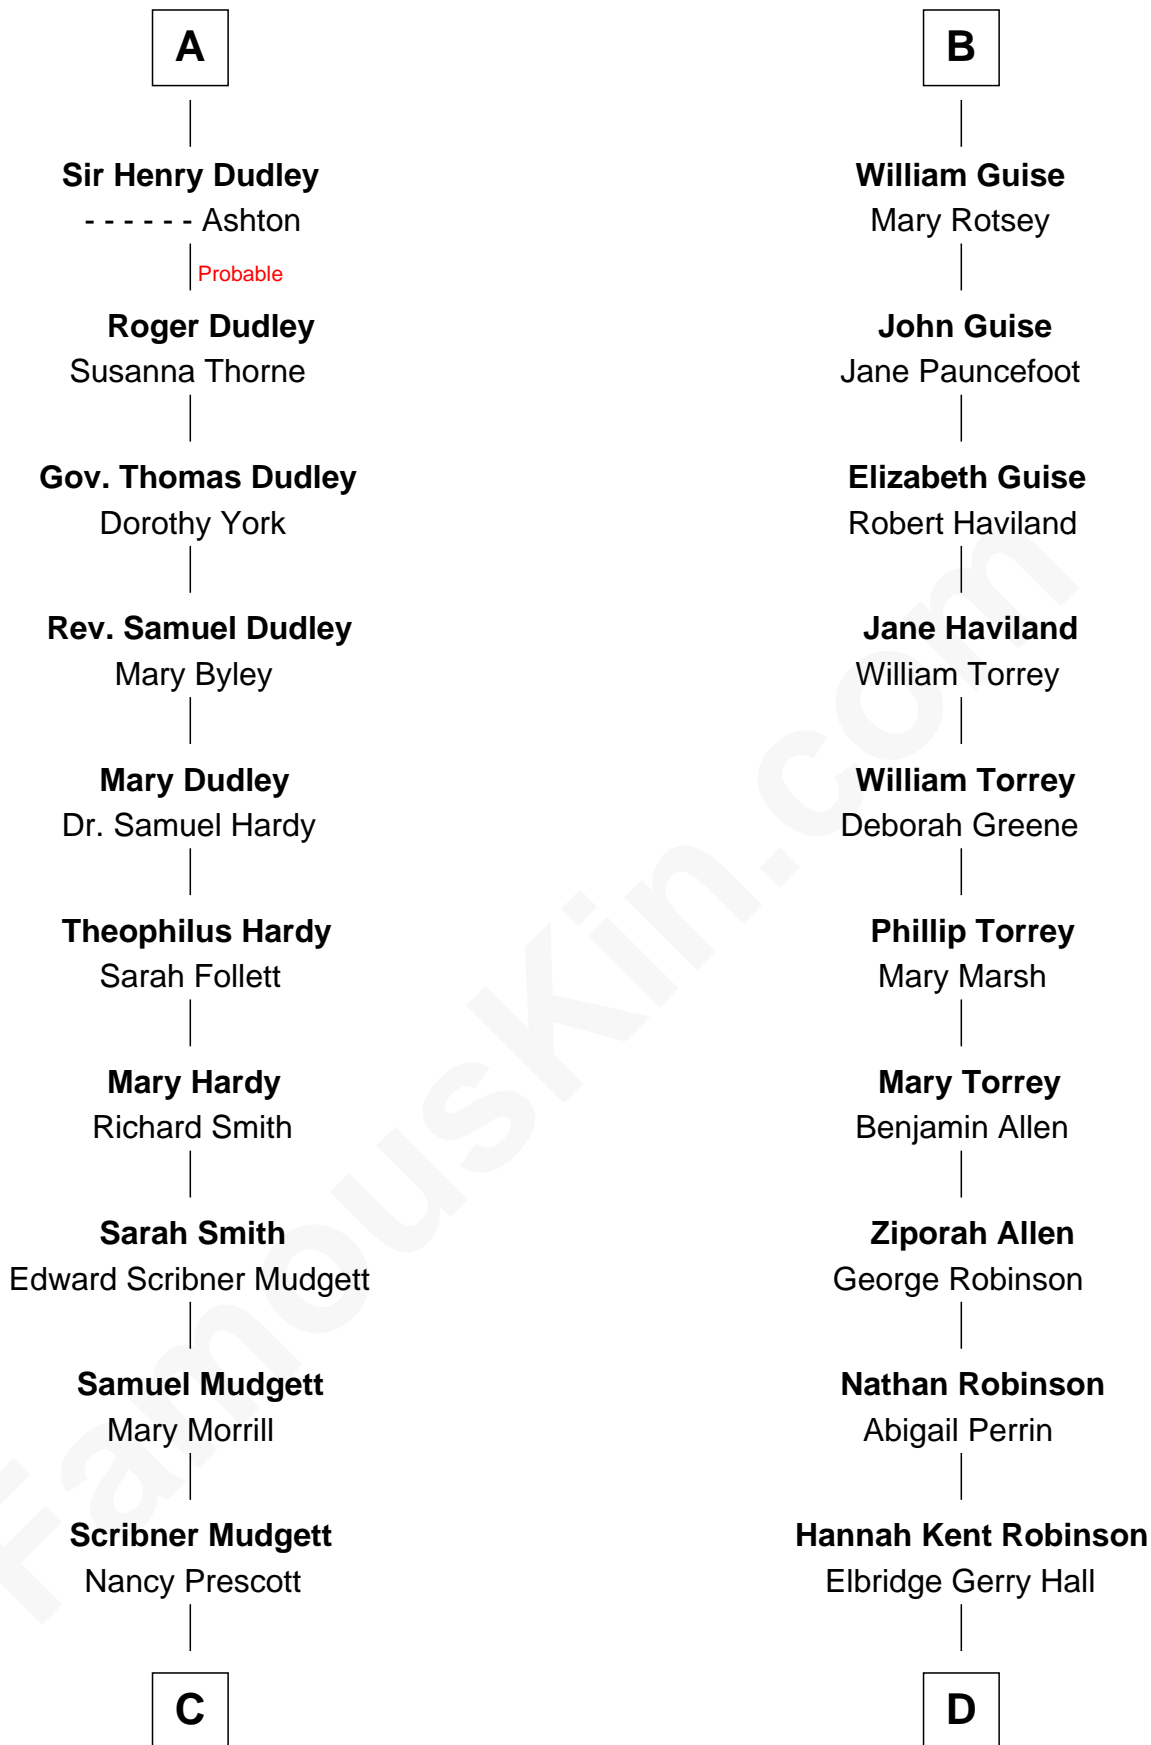 A
Sir Henry Dudley
- - - - - - Ashton
Probable
Roger Dudley
Susanna Thorne
Gov. Thomas Dudley
Dorothy York
Rev. Samuel Dudley
Mary Byley
Mary Dudley
Dr. Samuel Hardy
Theophilus Hardy
Sarah Follett
Mary Hardy
Richard Smith
Sarah Smith
Edward Scribner Mudgett
Samuel Mudgett
Mary Morrill
Scribner Mudgett
Nancy Prescott
C
B
William Guise
Mary Rotsey
John Guise
Jane Pauncefoot
Elizabeth Guise
Robert Haviland
Jane Haviland
William Torrey
William Torrey
Deborah Greene
Phillip Torrey
Mary Marsh
Mary Torrey
Benjamin Allen
Ziporah Allen
George Robinson
Nathan Robinson
Abigail Perrin
Hannah Kent Robinson
Elbridge Gerry Hall
D
FamousKin.com